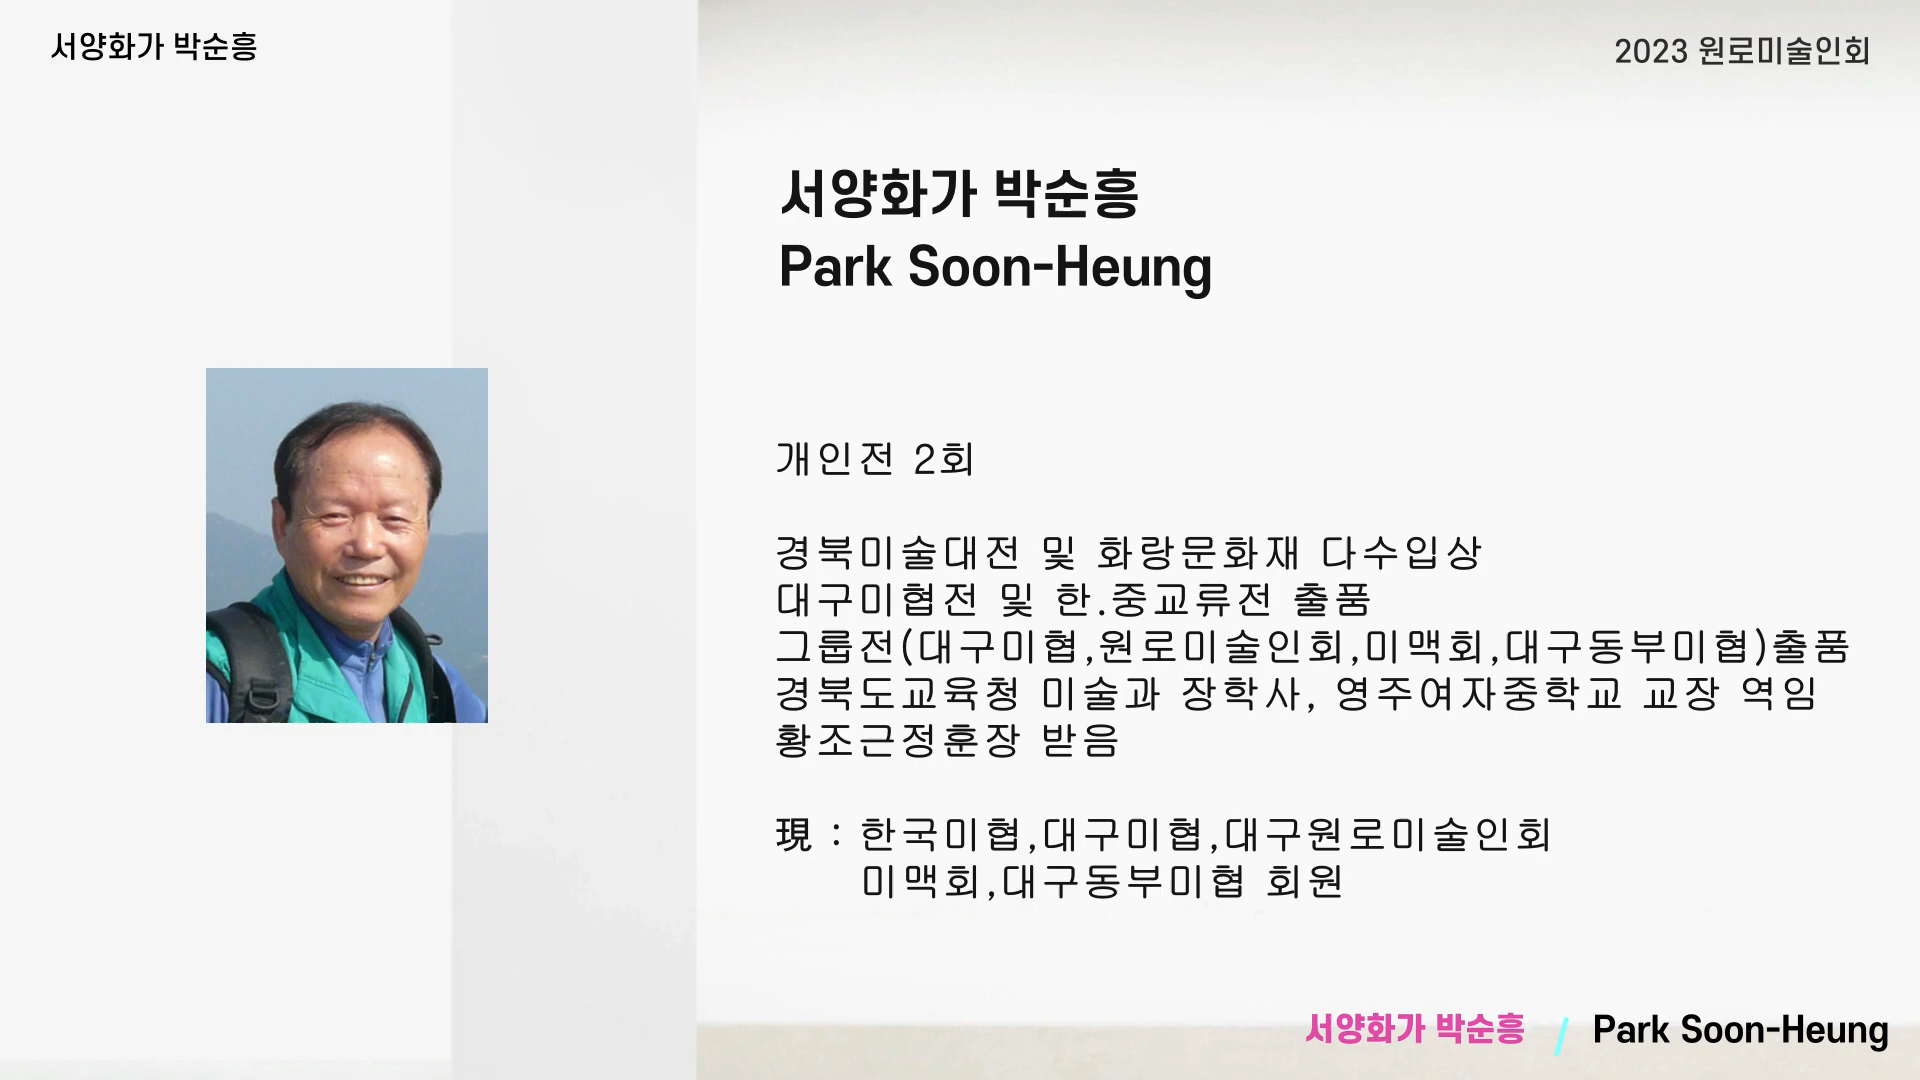 서양화가 박순흥
2023 원로미술인회
서양화가 박순흥
Park Soon-Heung
개인전 2회
경북미술대전 및 화랑문화재 다수입상
대구미협전 및 한.중교류전 출품
그룹전(대구미협,원로미술인회,미맥회,대구동부미협)출품
경북도교육청 미술과 장학사, 영주여자중학교 교장 역임
황조근정훈장 받음
現 : 한국미협,대구미협,대구원로미술인회
미맥회,대구동부미협 회원
서양화가 박순흥 / Park Soon-Heung